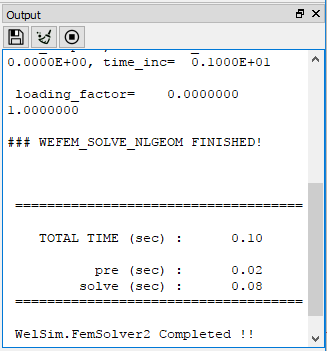 Output
0.0000E+00, time_inc=  0.1000E+01
loading_factor=    0.0000000
1.0000000
### WEFEM_SOLVE_NLGEOM FINISHED!
====================================
TOTAL TIME (sec) :      0.10
pre (sec) :      0.02
solve (sec) :      0.08
====================================
WelSim.FemSolver2 Completed !!